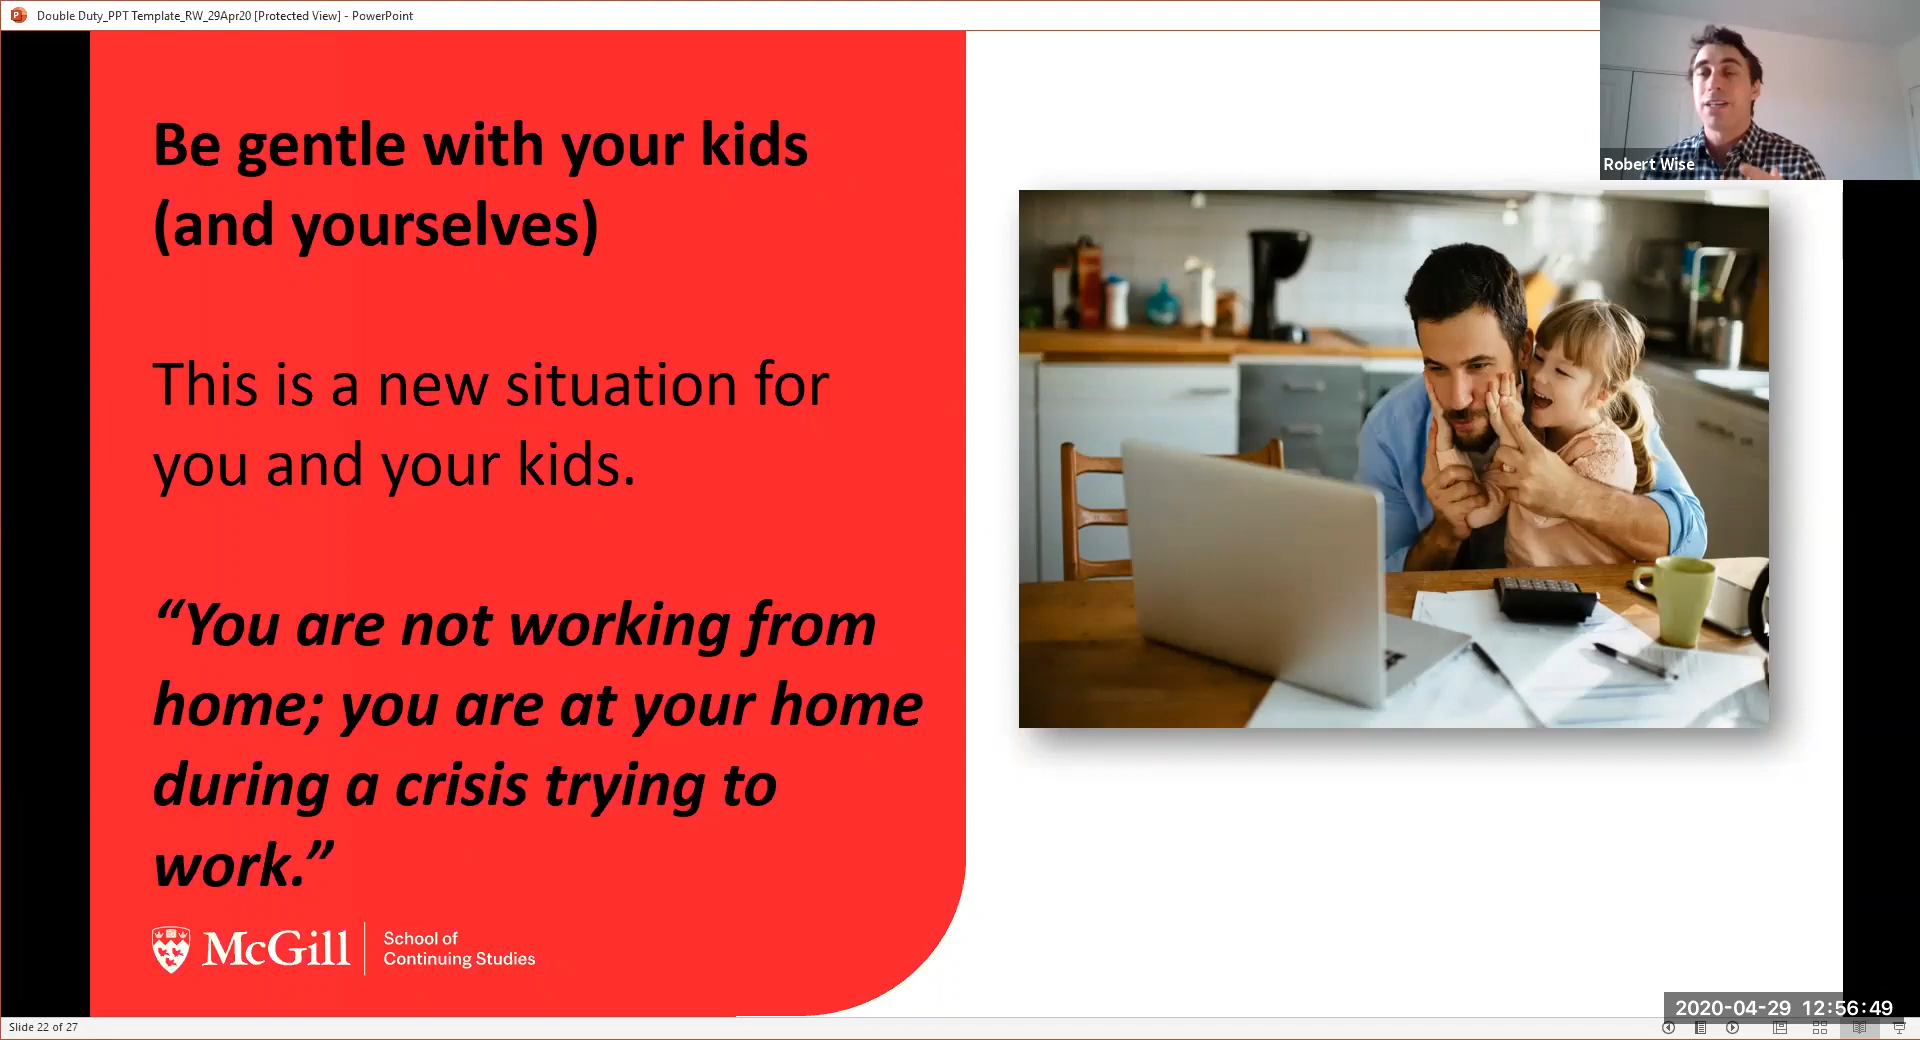 Double Duty_PPT Template_RW_29Apr20 [Protected View] - PowerPoint
Robert Wise
Be gentle with your kids
(and yourselves)
This is a new situation for
you and your kids.
“You are not working from
home; you are at your home
during a crisis trying to
work.”
McGill
School of
Continuing Studies
2020-04-29 12:56:49
Slide 22 of 27